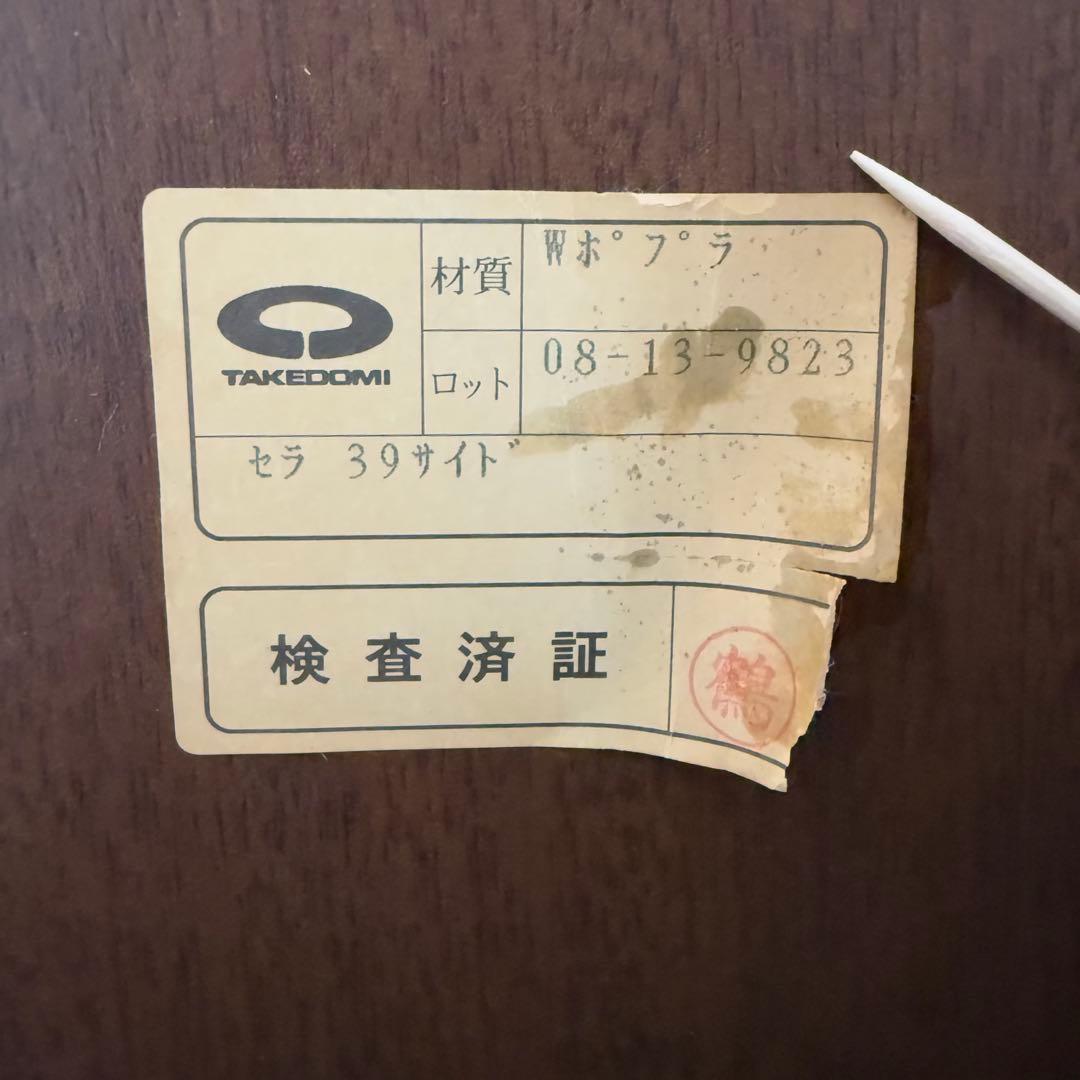 TAKEDOMI
材質 Wポプラ
ロット 08-13-9823
セラ 39サイド
検査済証 鶴